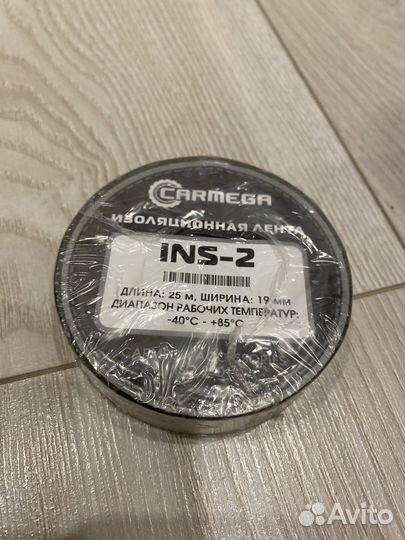 CARMEGA
ИЗОЛЯЦИОННАЯ ЛЕНТА
INS-2
ДЛИНА: 25 м, ШИРИНА: 19 мм
ДИАПАЗОН РАБОЧИХ ТЕМПЕРАТУР:
-40°C - +85°C
Avito